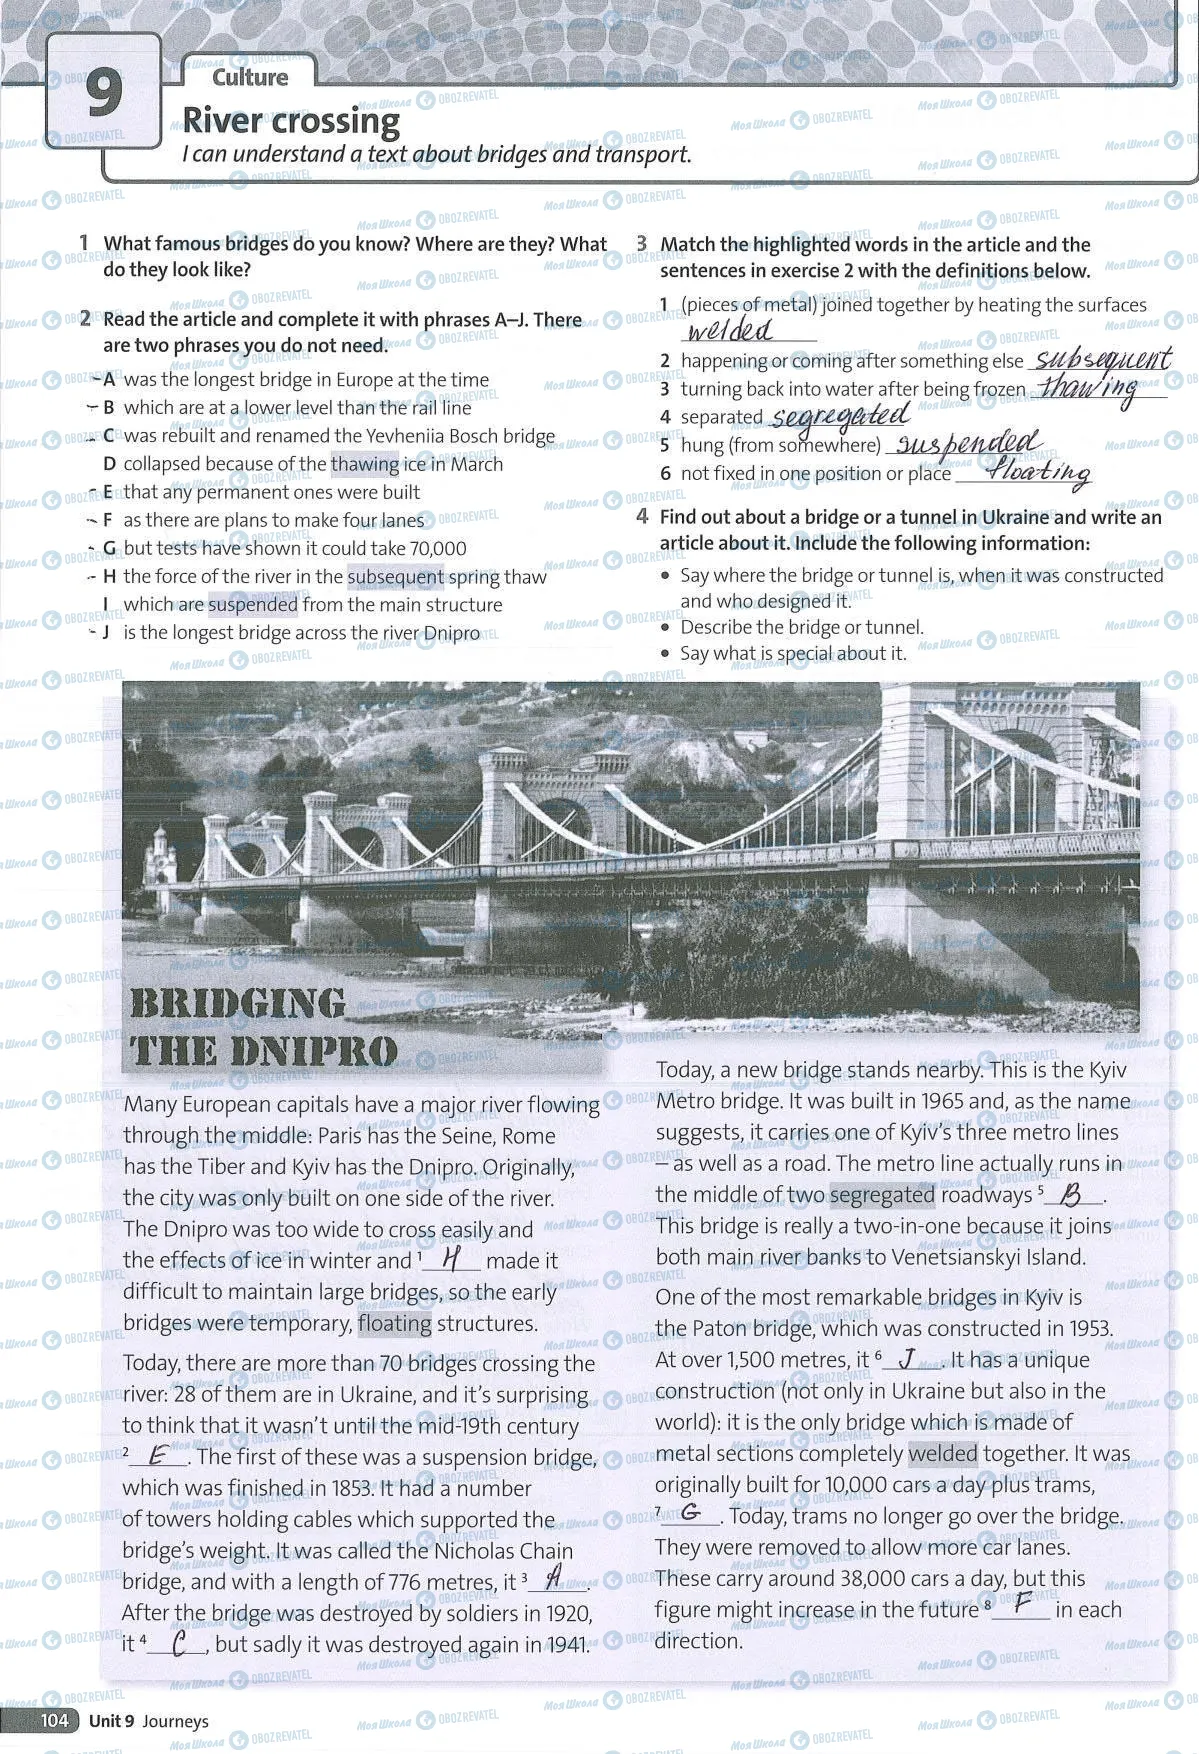 9
Culture
River crossing
I can understand a text about bridges and transport.
1 What famous bridges do you know? Where are they? What
do they look like?
2 Read the article and complete it with phrases A–J. There
are two phrases you do not need.
- A was the longest bridge in Europe at the time
- B which are at a lower level than the rail line
- C was rebuilt and renamed the Yevheniia Bosch bridge
D collapsed because of the thawing ice in March
- E that any permanent ones were built
- F as there are plans to make four lanes
- G but tests have shown it could take 70,000
- H the force of the river in the subsequent spring thaw
I which are suspended from the main structure
- J is the longest bridge across the river Dnipro
3 Match the highlighted words in the article and the
sentences in exercise 2 with the definitions below.
1 (pieces of metal) joined together by heating the surfaces
welded
2 happening or coming after something else subsequent
3 turning back into water after being frozen thawing
4 separated segregated
5 hung (from somewhere) suspended
6 not fixed in one position or place floating
4 Find out about a bridge or a tunnel in Ukraine and write an
article about it. Include the following information:
• Say where the bridge or tunnel is, when it was constructed
and who designed it.
• Describe the bridge or tunnel.
• Say what is special about it.
BRIDGING
THE DNIPRO
Many European capitals have a major river flowing
through the middle: Paris has the Seine, Rome
has the Tiber and Kyiv has the Dnipro. Originally,
the city was only built on one side of the river.
The Dnipro was too wide to cross easily and
the effects of ice in winter and 1 H made it
difficult to maintain large bridges, so the early
bridges were temporary, floating structures.
Today, there are more than 70 bridges crossing the
river: 28 of them are in Ukraine, and it's surprising
to think that it wasn't until the mid-19th century
2 E. The first of these was a suspension bridge,
which was finished in 1853. It had a number
of towers holding cables which supported the
bridge's weight. It was called the Nicholas Chain
bridge, and with a length of 776 metres, it 3 A.
After the bridge was destroyed by soldiers in 1920,
it 4 C, but sadly it was destroyed again in 1941.
Today, a new bridge stands nearby. This is the Kyiv
Metro bridge. It was built in 1965 and, as the name
suggests, it carries one of Kyiv's three metro lines
– as well as a road. The metro line actually runs in
the middle of two segregated roadways 5 B.
This bridge is really a two-in-one because it joins
both main river banks to Venetsianskyi Island.
One of the most remarkable bridges in Kyiv is
the Paton bridge, which was constructed in 1953.
At over 1,500 metres, it 6 J. It has a unique
construction (not only in Ukraine but also in the
world): it is the only bridge which is made of
metal sections completely welded together. It was
originally built for 10,000 cars a day plus trams,
7 G. Today, trams no longer go over the bridge.
They were removed to allow more car lanes.
These carry around 38,000 cars a day, but this
figure might increase in the future 8 F in each
direction.
104 Unit 9 Journeys
Моя Школа OBOZREVATEL